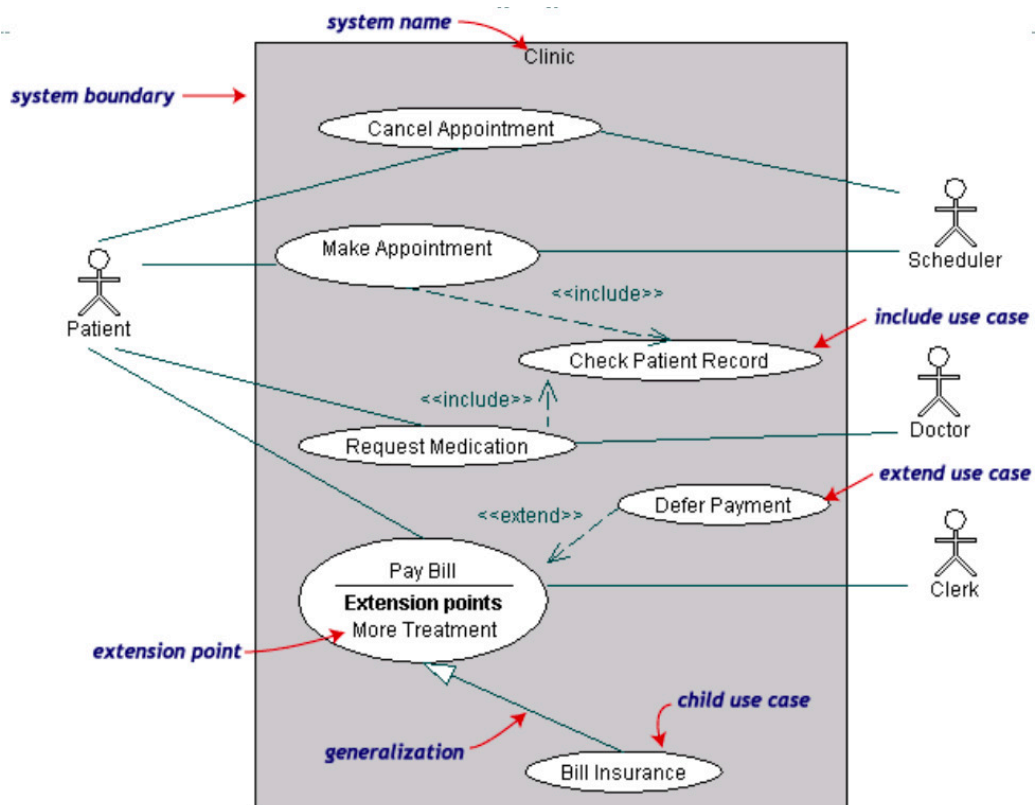 system name
Clinic
system boundary
Cancel Appointment
Make Appointment
Scheduler
<<include>>
Patient
include use case
Check Patient Record
<<include>>
Doctor
Request Medication
extend use case
Defer Payment
<<extend>>
Pay Bill
Clerk
Extension points
More Treatment
extension point
child use case
generalization
Bill Insurance